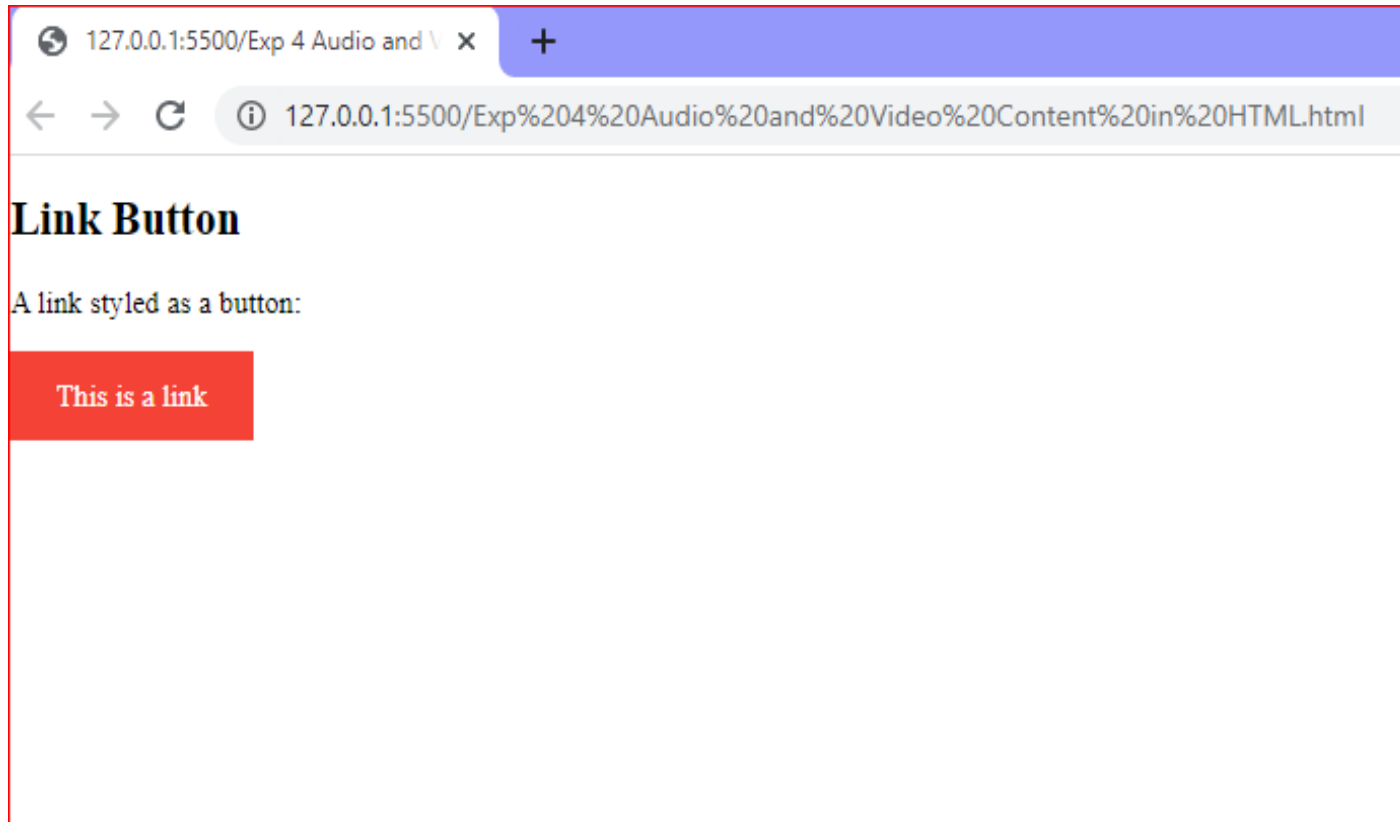 127.0.0.1:5500/Exp 4 Audio and
127.0.0.1:5500/Exp%204%20Audio%20and%20Video%20Content%20in%20HTML.html
Link Button
A link styled as a button:
This is a link